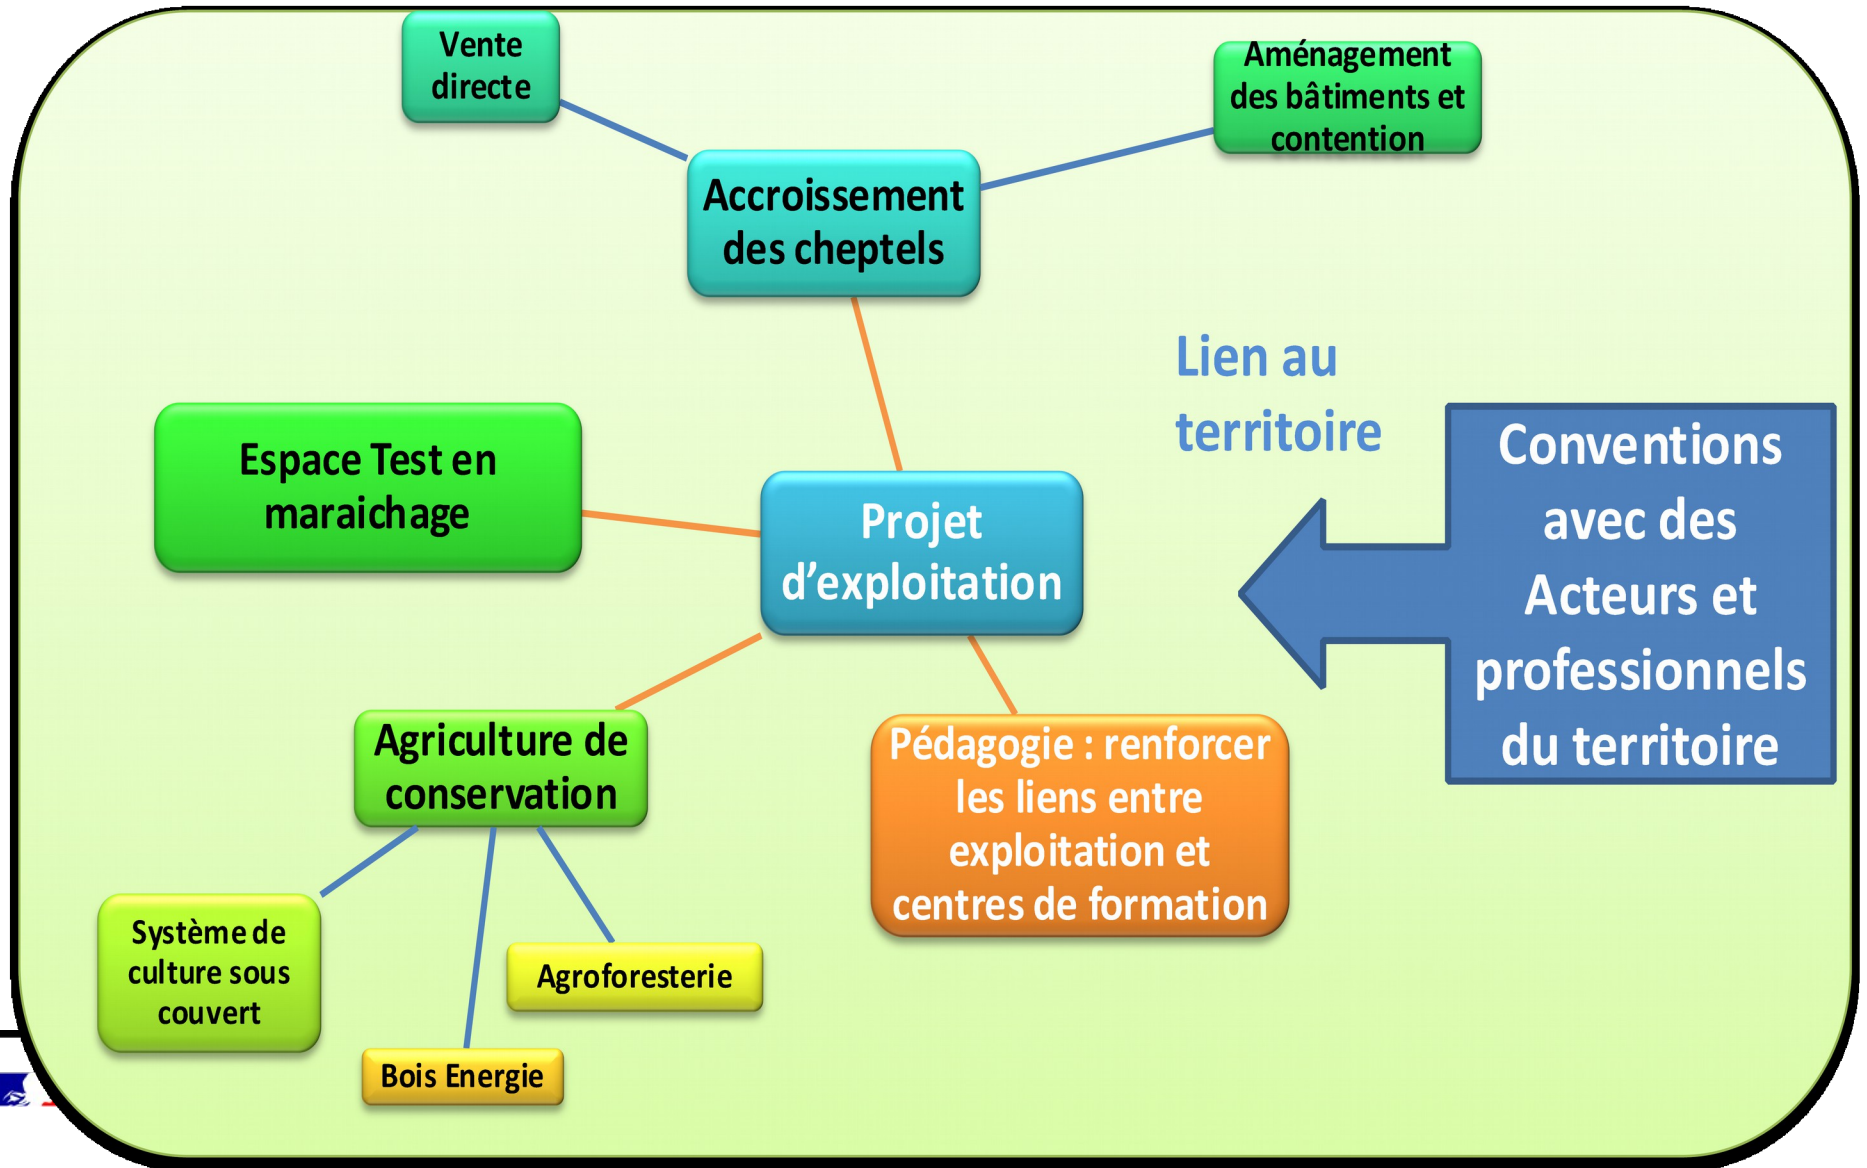 Vente
directe
Aménagement
des bâtiments et
contention
Accroissement
des cheptels
Lien au
territoire
Espace Test en
maraichage
Projet
d’exploitation
Conventions
avec des
Acteurs et
professionnels
du territoire
Agriculture de
conservation
Pédagogie : renforcer
les liens entre
exploitation et
centres de formation
Système de
culture sous
couvert
Agroforesterie
Bois Energie